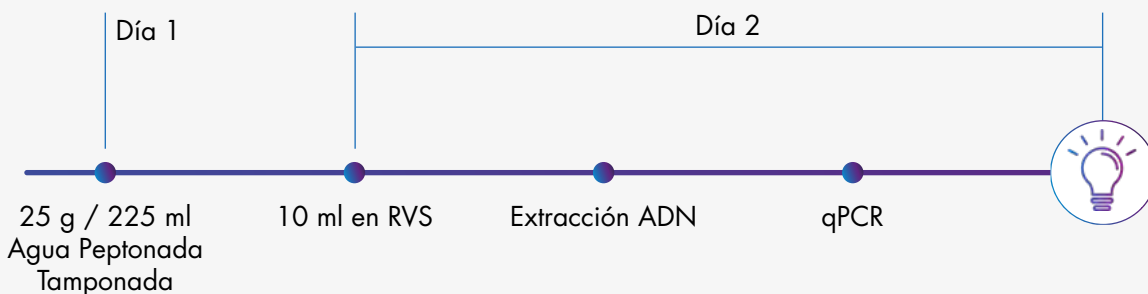 Día 1
Día 2
25 g / 225 ml
Agua Peptonada
Tamponada
10 ml en RVS
Extracción ADN
qPCR